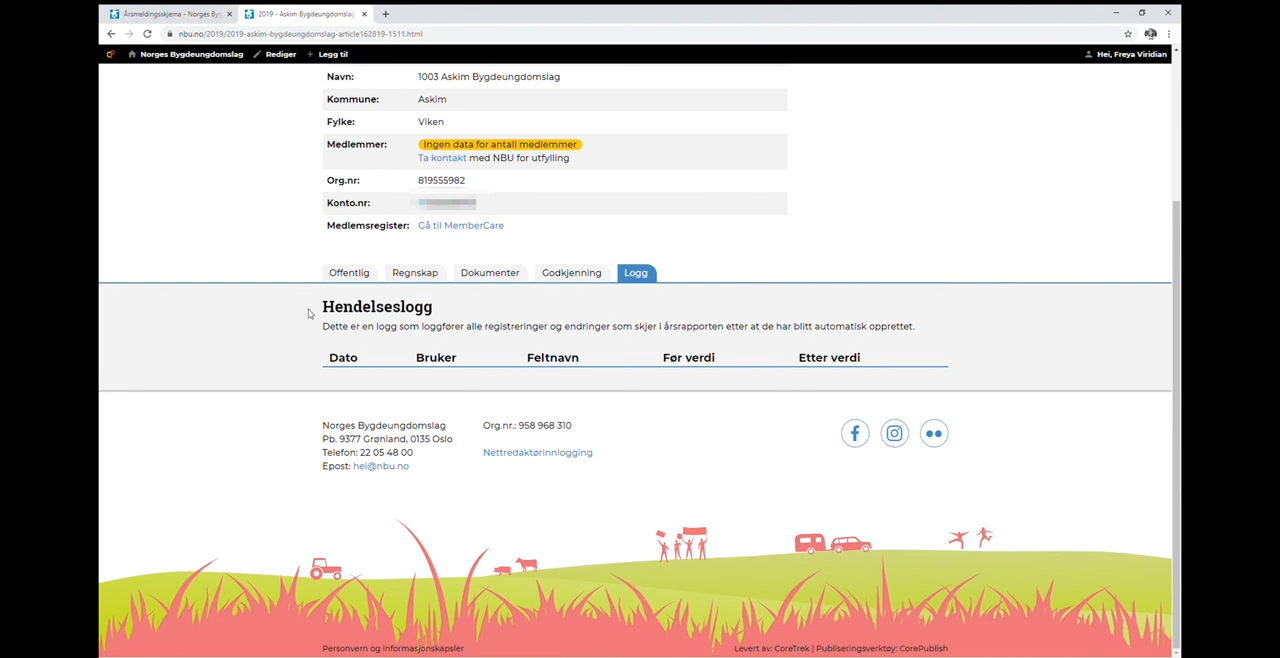 Årsmeldingsskjema - Norges By
2019 - Askim Bygdeungdomslag
nbu.no/2019/2019-askim-bygdeungdomslag-article162819-1511.html
Norges Bygdeungdomslag Rediger Legg til Hei, Freya Viridian
Navn: 1003 Askim Bygdeungdomslag
Kommune: Askim
Fylke: Viken
Medlemmer: Ingen data for antall medlemmer
Ta kontakt med NBU for utfylling
Org.nr: 819555982
Konto.nr:
Medlemsregister: Gå til MemberCare
Offentlig Regnskap Dokumenter Godkjenning Logg
Hendelseslogg
Dette er en logg som loggfører alle registreringer og endringer som skjer i årsrapporten etter at de har blitt automatisk opprettet.
Dato Bruker Feltnavn Før verdi Etter verdi
Norges Bygdeungdomslag Org.nr.: 958 968 310
Pb. 9377 Grønland, 0135 Oslo
Telefon: 22 05 48 00 Nettredaktørinnlogging
Epost: hei@nbu.no
Personvern og informasjonskapsler Levert av: CoreTrek | Publiseringsverktøy: CorePublish